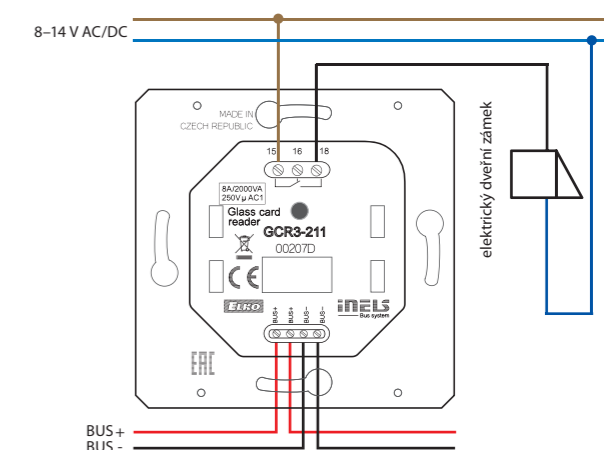 8–14 V AC/DC
MADE IN
CZECH REPUBLIC
15 16 18
8A/2000VA
250V µ AC1
Glass card
reader
GCR3-211
00207D
CE
ELKO
iNELS
Bus system
BUS+ BUS+ BUS- BUS-
EAC
elektrický dveřní zámek
BUS+
BUS -